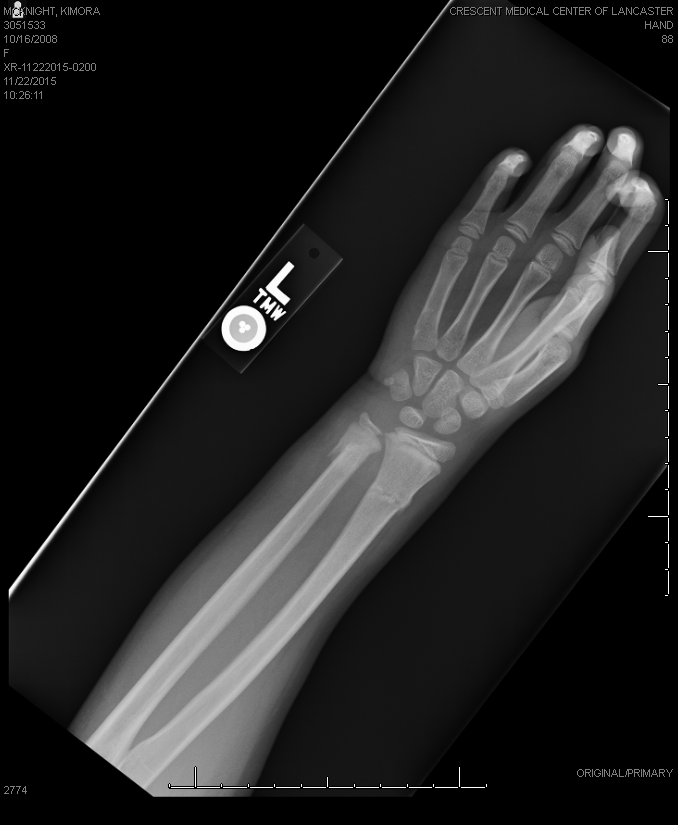 McKNIGHT, KIMORA
3051533
10/16/2008
F
XR-11222015-0200
11/22/2015
10:26:11
CRESCENT MEDICAL CENTER OF LANCASTER
HAND
88
L
TMW
ORIGINAL/PRIMARY
2774